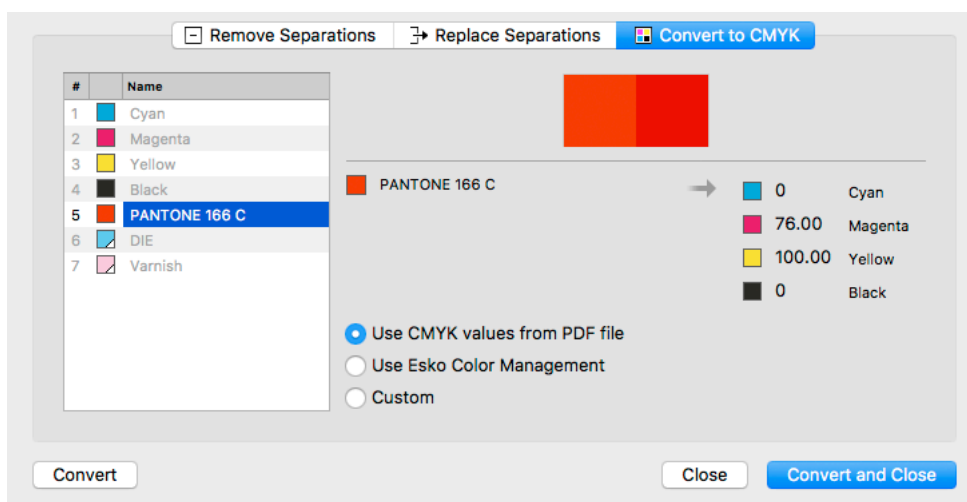 Remove Separations
Replace Separations
Convert to CMYK
# Name
1 Cyan
2 Magenta
3 Yellow
4 Black
5 PANTONE 166 C
6 DIE
7 Varnish
PANTONE 166 C
0 Cyan
76.00 Magenta
100.00 Yellow
0 Black
Use CMYK values from PDF file
Use Esko Color Management
Custom
Convert
Close
Convert and Close